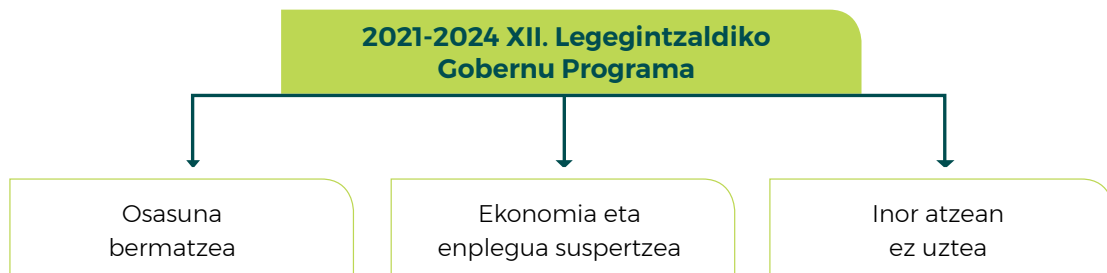 2021-2024 XII. Legegintzaldiko
Gobernu Programa
Osasuna
bermatzea
Ekonomia eta
enplegua suspertzea
Inor atzean
ez uztea